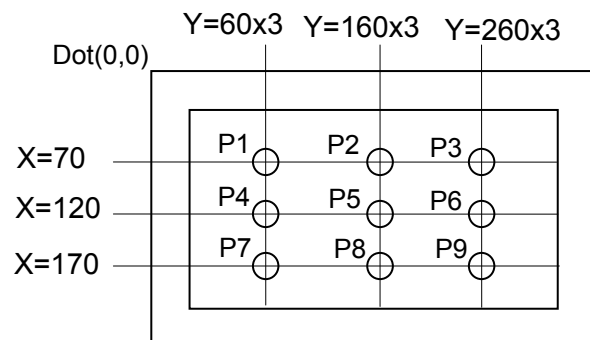 Y=60x3 Y=160x3 Y=260x3
Dot(0,0)
X=70 P1 P2 P3
X=120 P4 P5 P6
X=170 P7 P8 P9